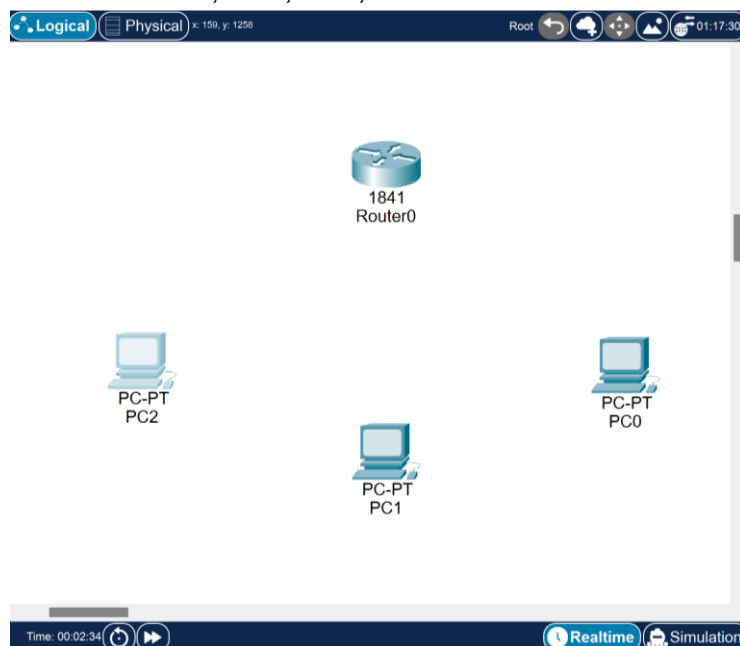 Logical Physical x: 159, y: 1258 Root 01:17:30
1841
Router0
PC-PT
PC2
PC-PT
PC0
PC-PT
PC1
Time: 00:02:34 Realtime Simulation